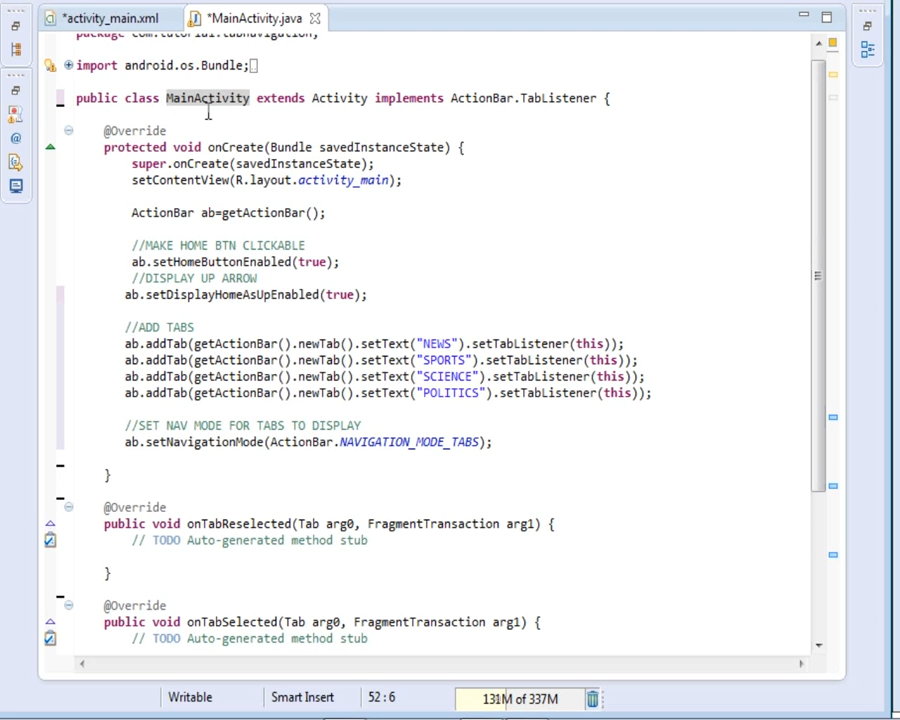 *activity_main.xml
*MainActivity.java
package com.tutorial.tabnavigation;
import android.os.Bundle;
public class MainActivity extends Activity implements ActionBar.TabListener {
@Override
protected void onCreate(Bundle savedInstanceState) {
super.onCreate(savedInstanceState);
setContentView(R.layout.activity_main);
ActionBar ab=getActionBar();
//MAKE HOME BTN CLICKABLE
ab.setHomeButtonEnabled(true);
//DISPLAY UP ARROW
ab.setDisplayHomeAsUpEnabled(true);
//ADD TABS
ab.addTab(getActionBar().newTab().setText("NEWS").setTabListener(this));
ab.addTab(getActionBar().newTab().setText("SPORTS").setTabListener(this));
ab.addTab(getActionBar().newTab().setText("SCIENCE").setTabListener(this));
ab.addTab(getActionBar().newTab().setText("POLITICS").setTabListener(this));
//SET NAV MODE FOR TABS TO DISPLAY
ab.setNavigationMode(ActionBar.NAVIGATION_MODE_TABS);
}
@Override
public void onTabReselected(Tab arg0, FragmentTransaction arg1) {
// TODO Auto-generated method stub
}
@Override
public void onTabSelected(Tab arg0, FragmentTransaction arg1) {
// TODO Auto-generated method stub
Writable
Smart Insert
52 : 6
131M of 337M